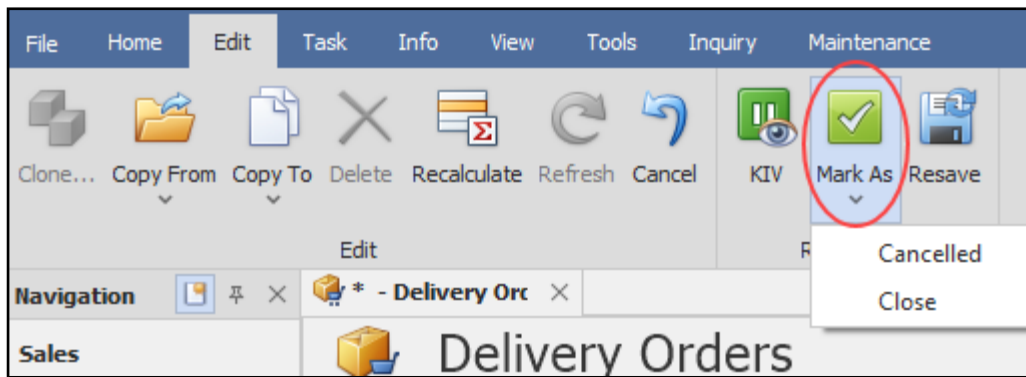 File Home Edit Task Info View Tools Inquiry Maintenance
Clone... Copy From Copy To Delete Recalculate Refresh Cancel KIV Mark As Resave
Edit
Cancelled
Close
Navigation
* - Delivery Orc
Sales
Delivery Orders